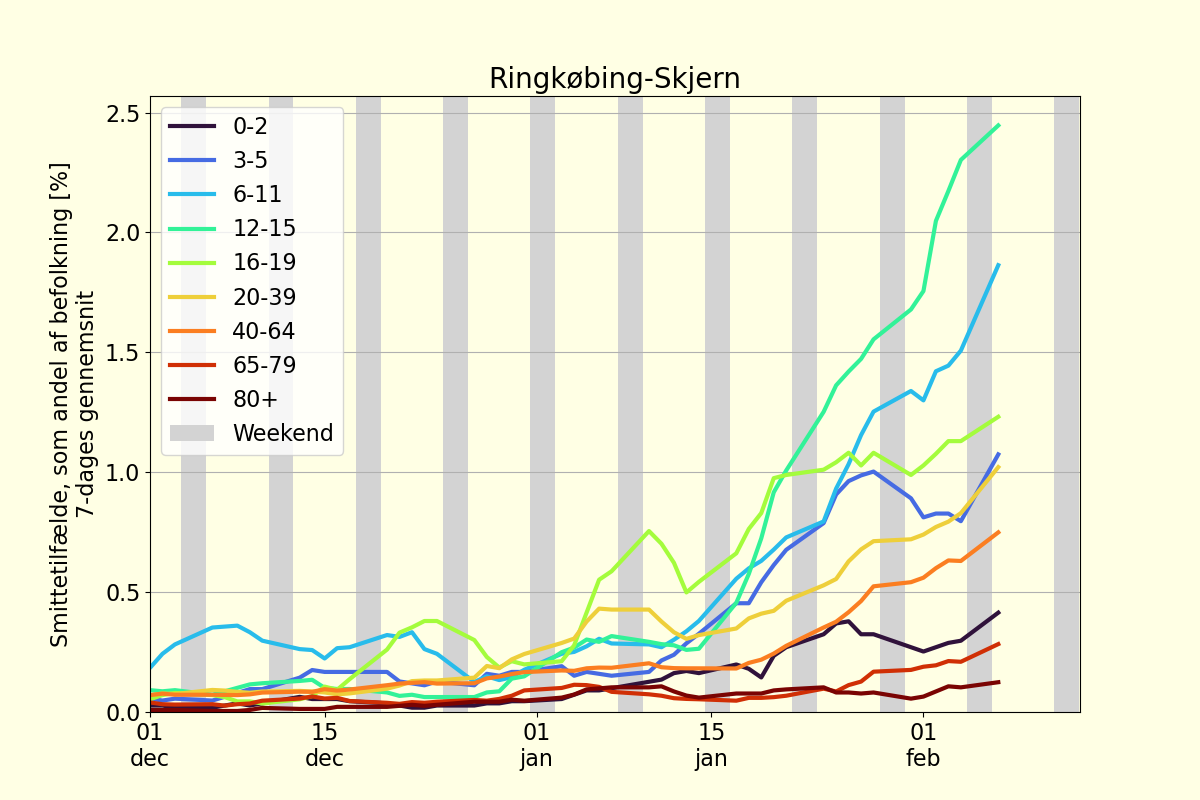 Ringkøbing-Skjern
Smittetilfælde, som andel af befolkning [%]
7-dages gennemsnit
2.5
2.0
1.5
1.0
0.5
0.0
0-2
3-5
6-11
12-15
16-19
20-39
40-64
65-79
80+
Weekend
01 15 01 15 01
dec dec jan jan feb